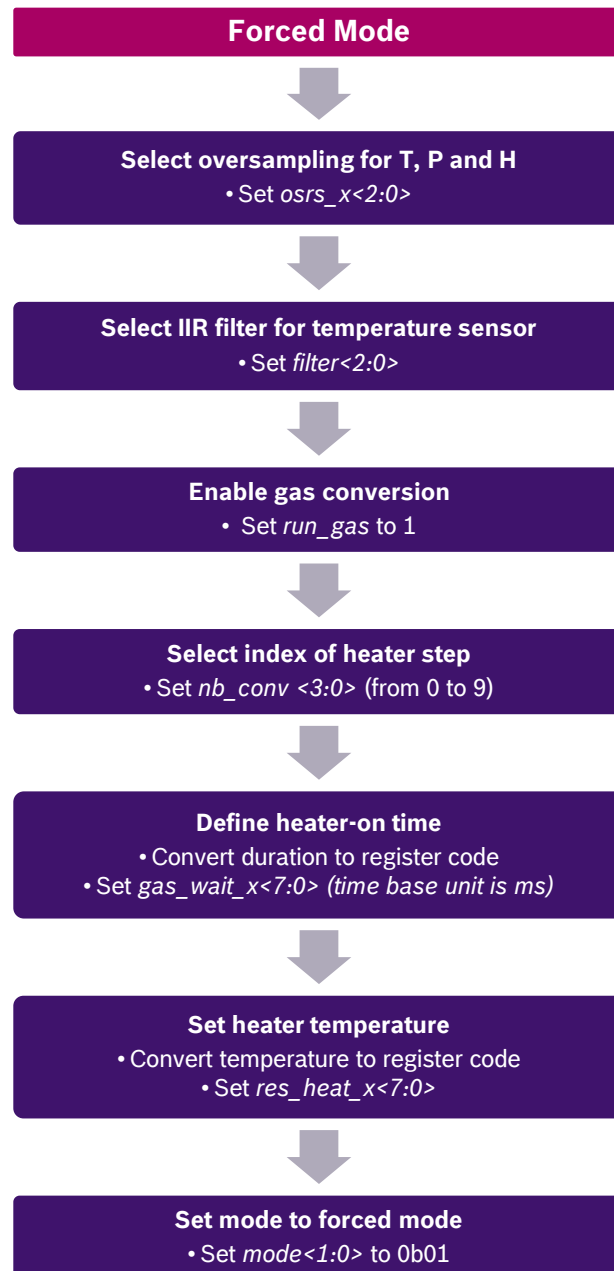 Forced Mode
Select oversampling for T, P and H
• Set osrs_x<2:0>
Select IIR filter for temperature sensor
• Set filter<2:0>
Enable gas conversion
• Set run_gas to 1
Select index of heater step
• Set nb_conv <3:0> (from 0 to 9)
Define heater-on time
• Convert duration to register code
• Set gas_wait_x<7:0> (time base unit is ms)
Set heater temperature
• Convert temperature to register code
• Set res_heat_x<7:0>
Set mode to forced mode
• Set mode<1:0> to 0b01